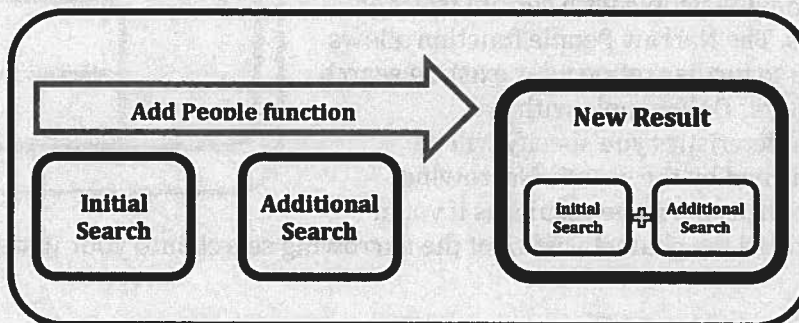 Add People function
Initial
Search
Additional
Search
New Result
Initial
Search
Additional
Search